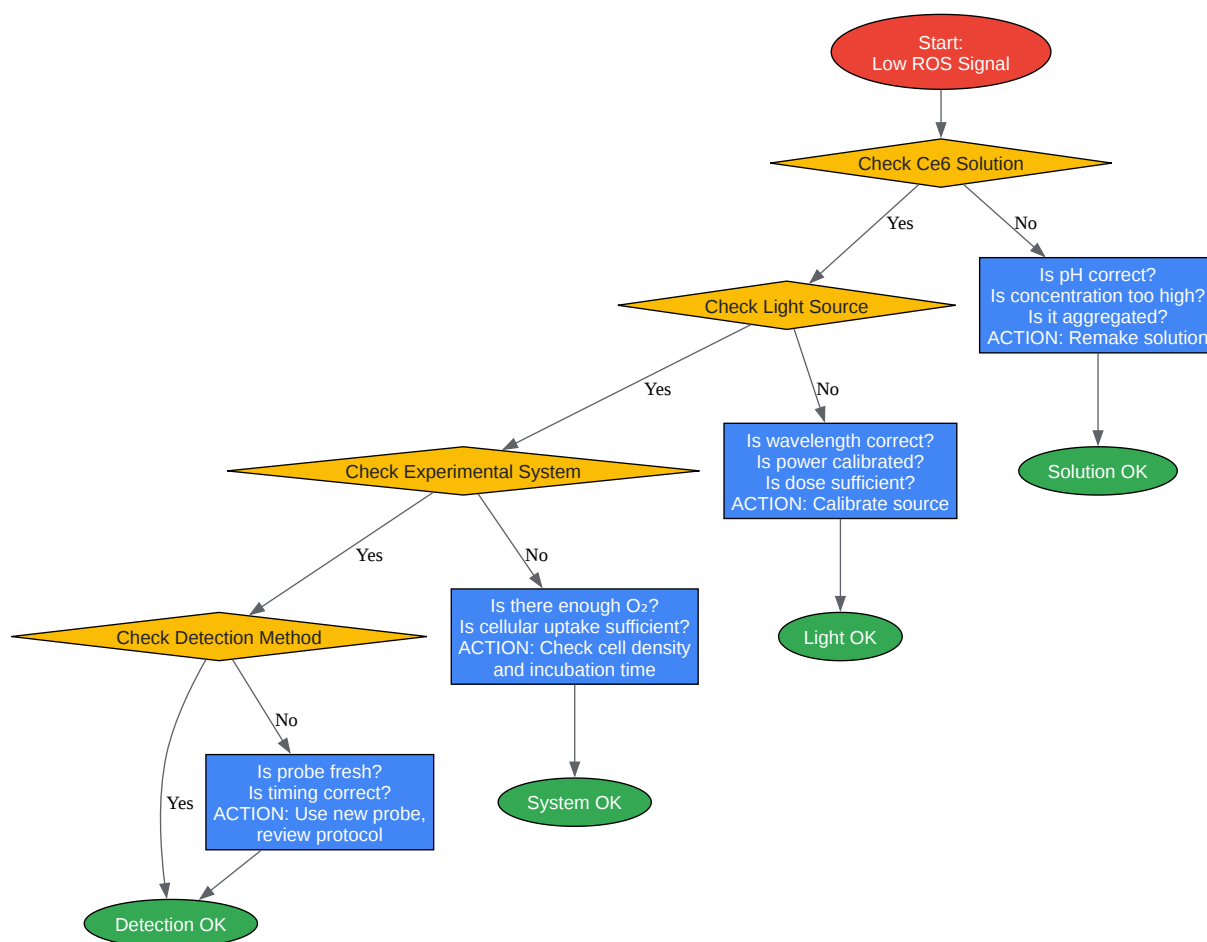 Start:
Low ROS Signal
Check Ce6 Solution
Yes
No
Is pH correct?
Is concentration too high?
Is it aggregated?
ACTION: Remake solution
Check Light Source
Yes
No
Is wavelength correct?
Is power calibrated?
Is dose sufficient?
ACTION: Calibrate source
Solution OK
Check Experimental System
Yes
No
Is there enough O₂?
Is cellular uptake sufficient?
ACTION: Check cell density
and incubation time
Light OK
Check Detection Method
Yes
No
Is probe fresh?
Is timing correct?
ACTION: Use new probe,
review protocol
System OK
Detection OK